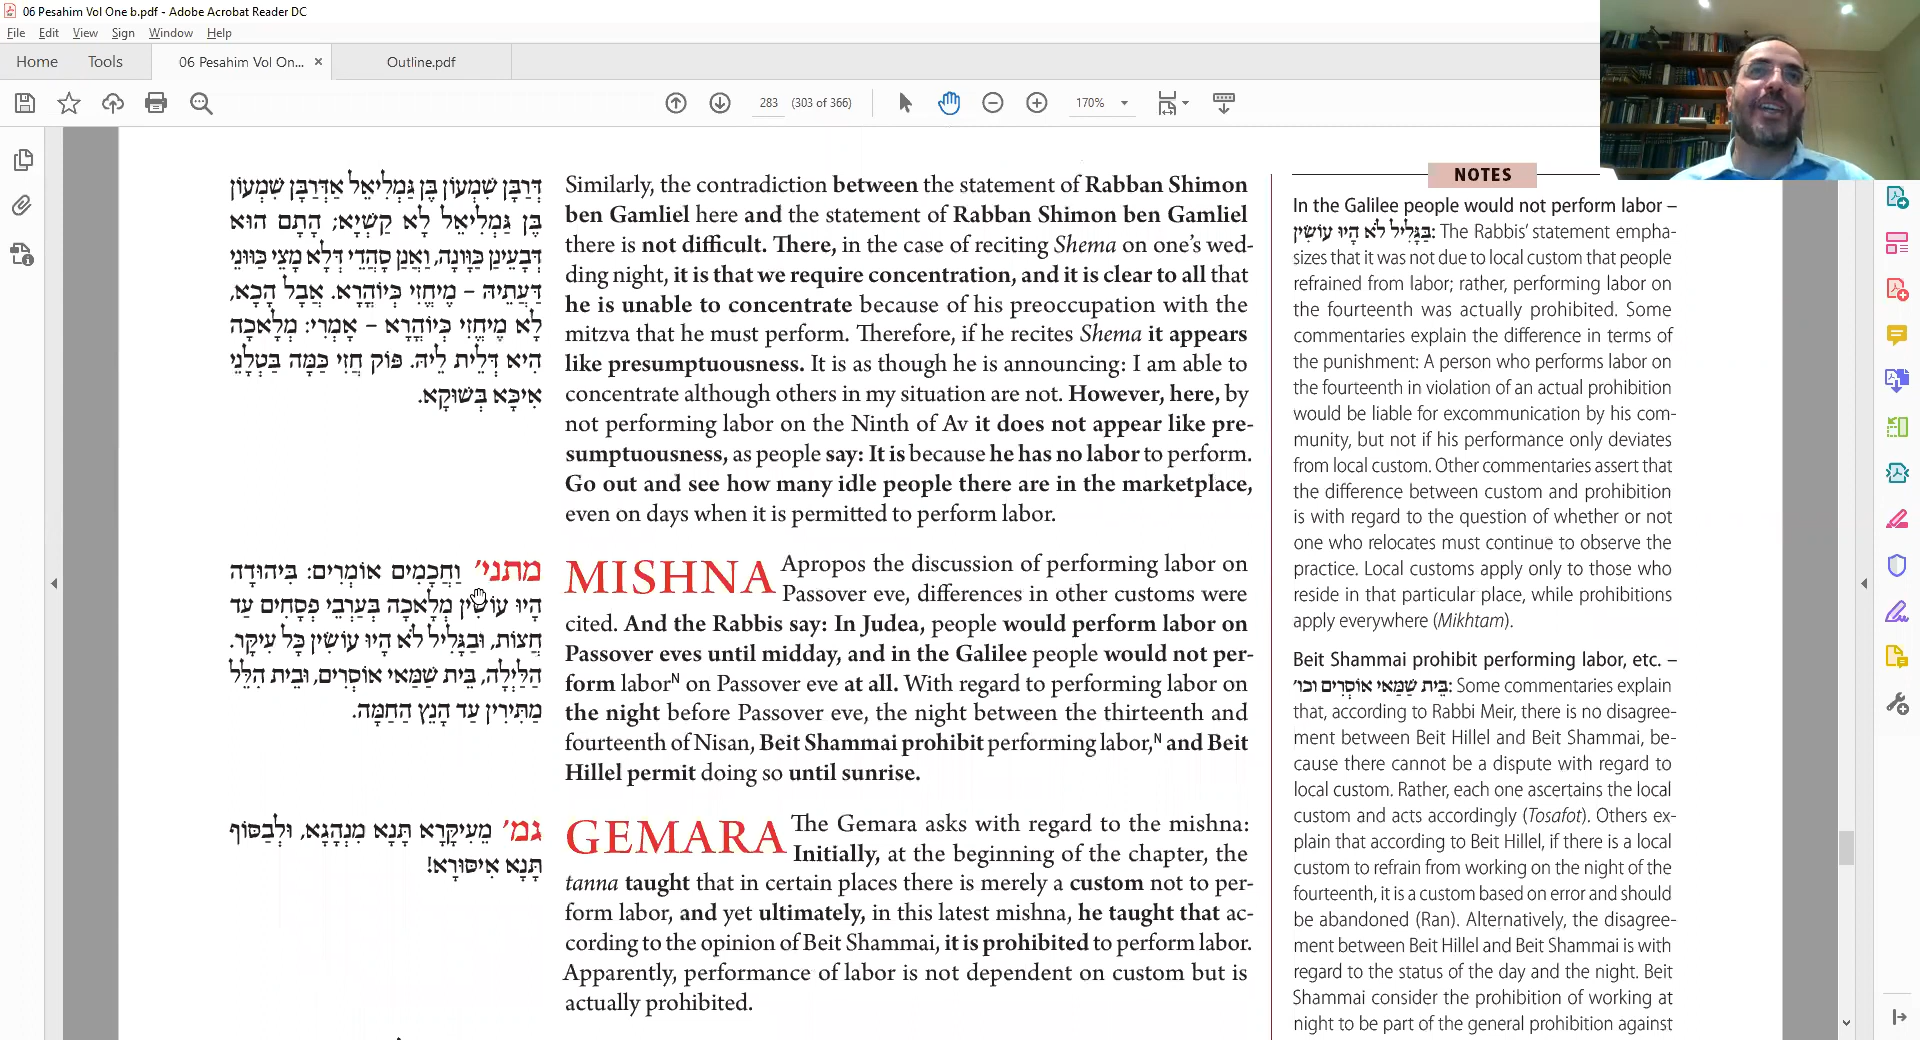 06 Pesahim Vol One b.pdf - Adobe Acrobat Reader DC
File Edit View Sign Window Help
Home Tools 06 Pesahim Vol On... × Outline.pdf
283 (303 of 366) 170%
דְּרַבָּן שִׁמְעוֹן בֶּן גַּמְלִיאֵל אַדְּרַבָּן שִׁמְעוֹן
בֶּן גַּמְלִיאֵל לָא קַשְׁיָא; הָתָם הוּא
דְּבָעֵינַן כַּוָּונָה, וַאֲנַן סָהֲדֵי דְּלָא מָצֵי כַּוּוֹנֵי
דַּעְתֵּיהּ – מֶיחֱזֵי כְּיוּהֲרָא. אֲבָל הָכָא,
לָא מֶיחֱזֵי כְּיוּהֲרָא – אָמְרִי: מְלָאכָה
הִיא דְּלֵית לֵיהּ. פּוֹק חֲזִי כַּמָּה בַּטְלָנֵי
אִיכָּא בְּשׁוּקָא.
Similarly, the contradiction between the statement of Rabban Shimon
ben Gamliel here and the statement of Rabban Shimon ben Gamliel
there is not difficult. There, in the case of reciting Shema on one’s wed-
ding night, it is that we require concentration, and it is clear to all that
he is unable to concentrate because of his preoccupation with the
mitzva that he must perform. Therefore, if he recites Shema it appears
like presumptuousness. It is as though he is announcing: I am able to
concentrate although others in my situation are not. However, here, by
not performing labor on the Ninth of Av it does not appear like pre-
sumptuousness, as people say: It is because he has no labor to perform.
Go out and see how many idle people there are in the marketplace,
even on days when it is permitted to perform labor.
מתני׳ וַחֲכָמִים אוֹמְרִים: בִּיהוּדָה
הָיוּ עוֹשִׂין מְלָאכָה בְּעַרְבֵי פְסָחִים עַד
חֲצוֹת, וּבַגָּלִיל לֹא הָיוּ עוֹשִׂין כָּל עִיקָּר.
הַלַּיְלָה, בֵּית שַׁמַּאי אוֹסְרִים, וּבֵית הִלֵּל
מַתִּירִין עַד הָנֵץ הַחַמָּה.
MISHNA Apropos the discussion of performing labor on
Passover eve, differences in other customs were
cited. And the Rabbis say: In Judea, people would perform labor on
Passover eves until midday, and in the Galilee people would not per-
form laborᴺ on Passover eve at all. With regard to performing labor on
the night before Passover eve, the night between the thirteenth and
fourteenth of Nisan, Beit Shammai prohibit performing labor,ᴺ and Beit
Hillel permit doing so until sunrise.
גמ׳ מֵעִיקָּרָא תָּנָא מִנְהָגָא, וּלְבַסּוֹף
תָּנָא אִיסּוּרָא!
GEMARA The Gemara asks with regard to the mishna:
Initially, at the beginning of the chapter, the
tanna taught that in certain places there is merely a custom not to per-
form labor, and yet ultimately, in this latest mishna, he taught that ac-
cording to the opinion of Beit Shammai, it is prohibited to perform labor.
Apparently, performance of labor is not dependent on custom but is
actually prohibited.
NOTES
In the Galilee people would not perform labor –
בַּגָּלִיל לֹא הָיוּ עוֹשִׂין: The Rabbis’ statement empha-
sizes that it was not due to local custom that people
refrained from labor; rather, performing labor on
the fourteenth was actually prohibited. Some
commentaries explain the difference in terms of
the punishment: A person who performs labor on
the fourteenth in violation of an actual prohibition
would be liable for excommunication by his com-
munity, but not if his performance only deviates
from local custom. Other commentaries assert that
the difference between custom and prohibition
is with regard to the question of whether or not
one who relocates must continue to observe the
practice. Local customs apply only to those who
reside in that particular place, while prohibitions
apply everywhere (Mikhtam).
Beit Shammai prohibit performing labor, etc. –
בֵּית שַׁמַּאי אוֹסְרִים וכו׳: Some commentaries explain
that, according to Rabbi Meir, there is no disagree-
ment between Beit Hillel and Beit Shammai, be-
cause there cannot be a dispute with regard to
local custom. Rather, each one ascertains the local
custom and acts accordingly (Tosafot). Others ex-
plain that according to Beit Hillel, if there is a local
custom to refrain from working on the night of the
fourteenth, it is a custom based on error and should
be abandoned (Ran). Alternatively, the disagree-
ment between Beit Hillel and Beit Shammai is with
regard to the status of the day and the night. Beit
Shammai consider the prohibition of working at
night to be part of the general prohibition against